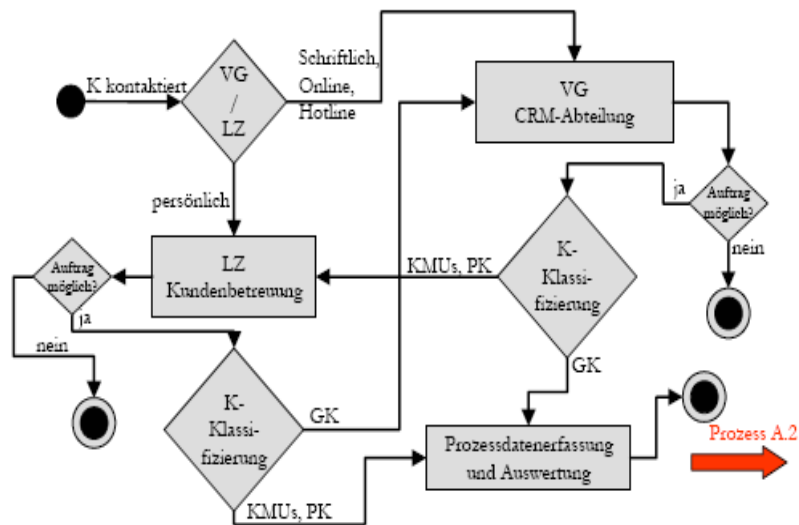 K kontaktiert
VG
/
LZ
Schriftlich,
Online,
Hotline
VG
CRM-Abteilung
persönlich
ja
Auftrag
möglich?
nein
LZ
Kundenbetreuung
KMUs, PK
K-
Klassi-
fizierung
Auftrag
möglich?
ja
nein
GK
K-
Klassi-
fizierung
GK
KMUs, PK
Prozessdatenerfassung
und Auswertung
Prozess A.2